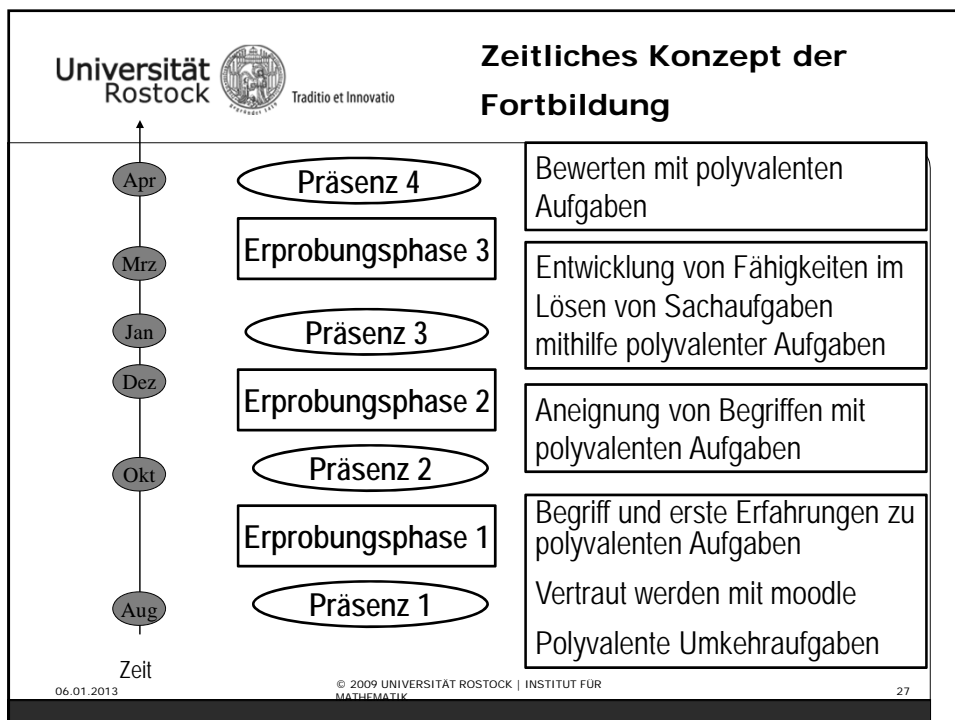 Universität
Rostock
Traditio et Innovatio
Zeitliches Konzept der
Fortbildung
Apr
Präsenz 4
Bewerten mit polyvalenten
Aufgaben
Mrz
Erprobungsphase 3
Entwicklung von Fähigkeiten im
Lösen von Sachaufgaben
mithilfe polyvalenter Aufgaben
Jan
Präsenz 3
Dez
Erprobungsphase 2
Aneignung von Begriffen mit
polyvalenten Aufgaben
Okt
Präsenz 2
Erprobungsphase 1
Begriff und erste Erfahrungen zu
polyvalenten Aufgaben
Vertraut werden mit moodle
Polyvalente Umkehraufgaben
Aug
Präsenz 1
Zeit
06.01.2013
© 2009 UNIVERSITÄT ROSTOCK | INSTITUT FÜR
MATHEMATIK
27